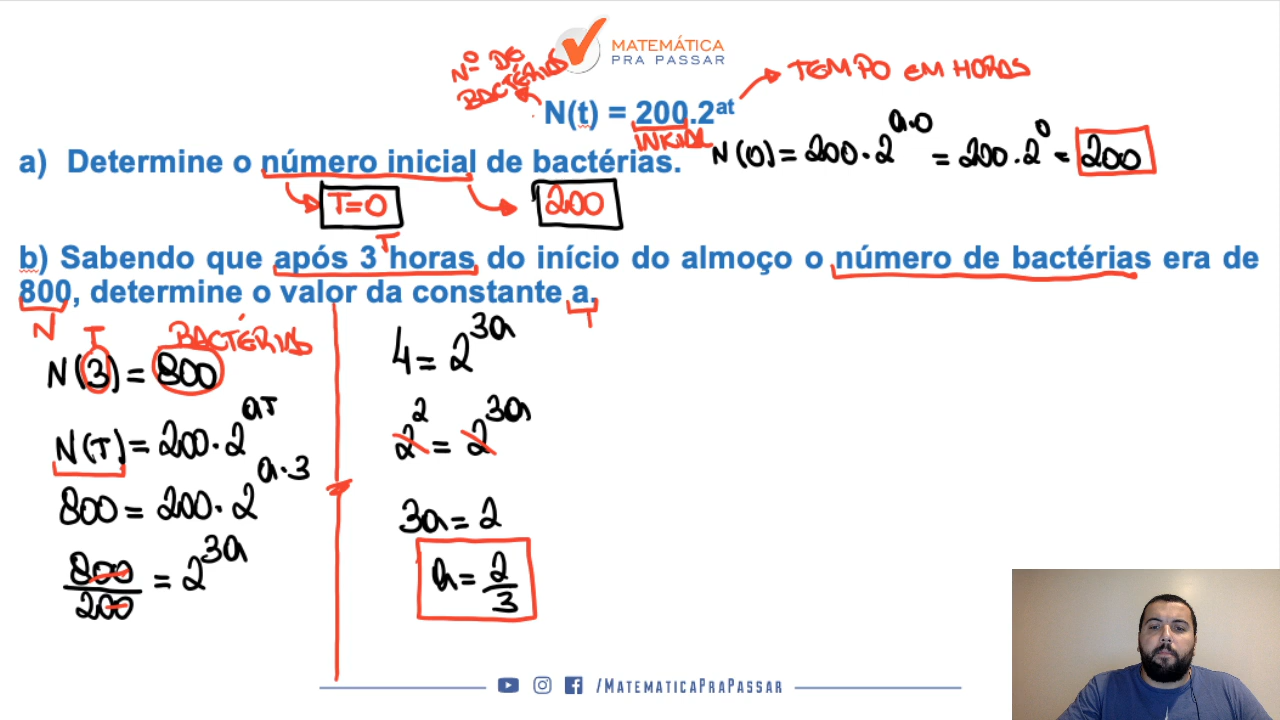 MATEMÁTICA
PRA PASSAR
Nº DE
BACTÉRIAS
TEMPO EM HORAS
N(t) = 200.2^at
INICIAL
N(0) = 200·2^a·0 = 200·2^0 = 200
a) Determine o número inicial de bactérias.
T=0
200
T
b) Sabendo que após 3 horas do início do almoço o número de bactérias era de
800, determine o valor da constante a.
N
T
T
BACTÉRIAS
N(3) = 800
N(T) = 200·2^aT
800 = 200·2^a·3
800/200 = 2^3a
4 = 2^3a
2^2 = 2^3a
3a = 2
a = 2/3
/MATEMATICAPRAPASSAR